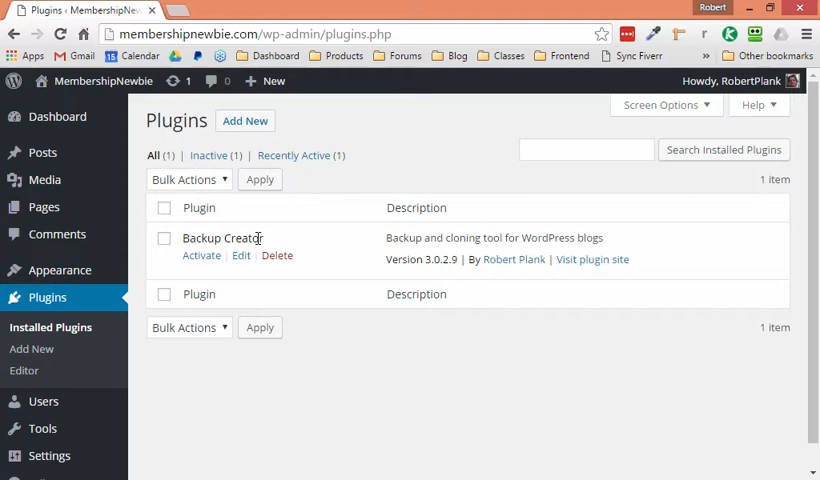 Robert
Plugins ‹ MembershipNew
membershipnewbie.com/wp-admin/plugins.php
Apps Gmail Calendar Dashboard Products Forums Blog Classes Frontend Sync Fiverr » Other bookmarks
MembershipNewbie 1 0 New Howdy, RobertPlank
Screen Options Help
Dashboard
Posts
Media
Pages
Comments
Appearance
Plugins
Installed Plugins
Add New
Editor
Users
Tools
Settings
Plugins Add New
All (1) | Inactive (1) | Recently Active (1)
Search Installed Plugins
Bulk Actions Apply 1 item
Plugin Description
Backup Creator Backup and cloning tool for WordPress blogs
Activate | Edit | Delete Version 3.0.2.9 | By Robert Plank | Visit plugin site
Plugin Description
Bulk Actions Apply 1 item